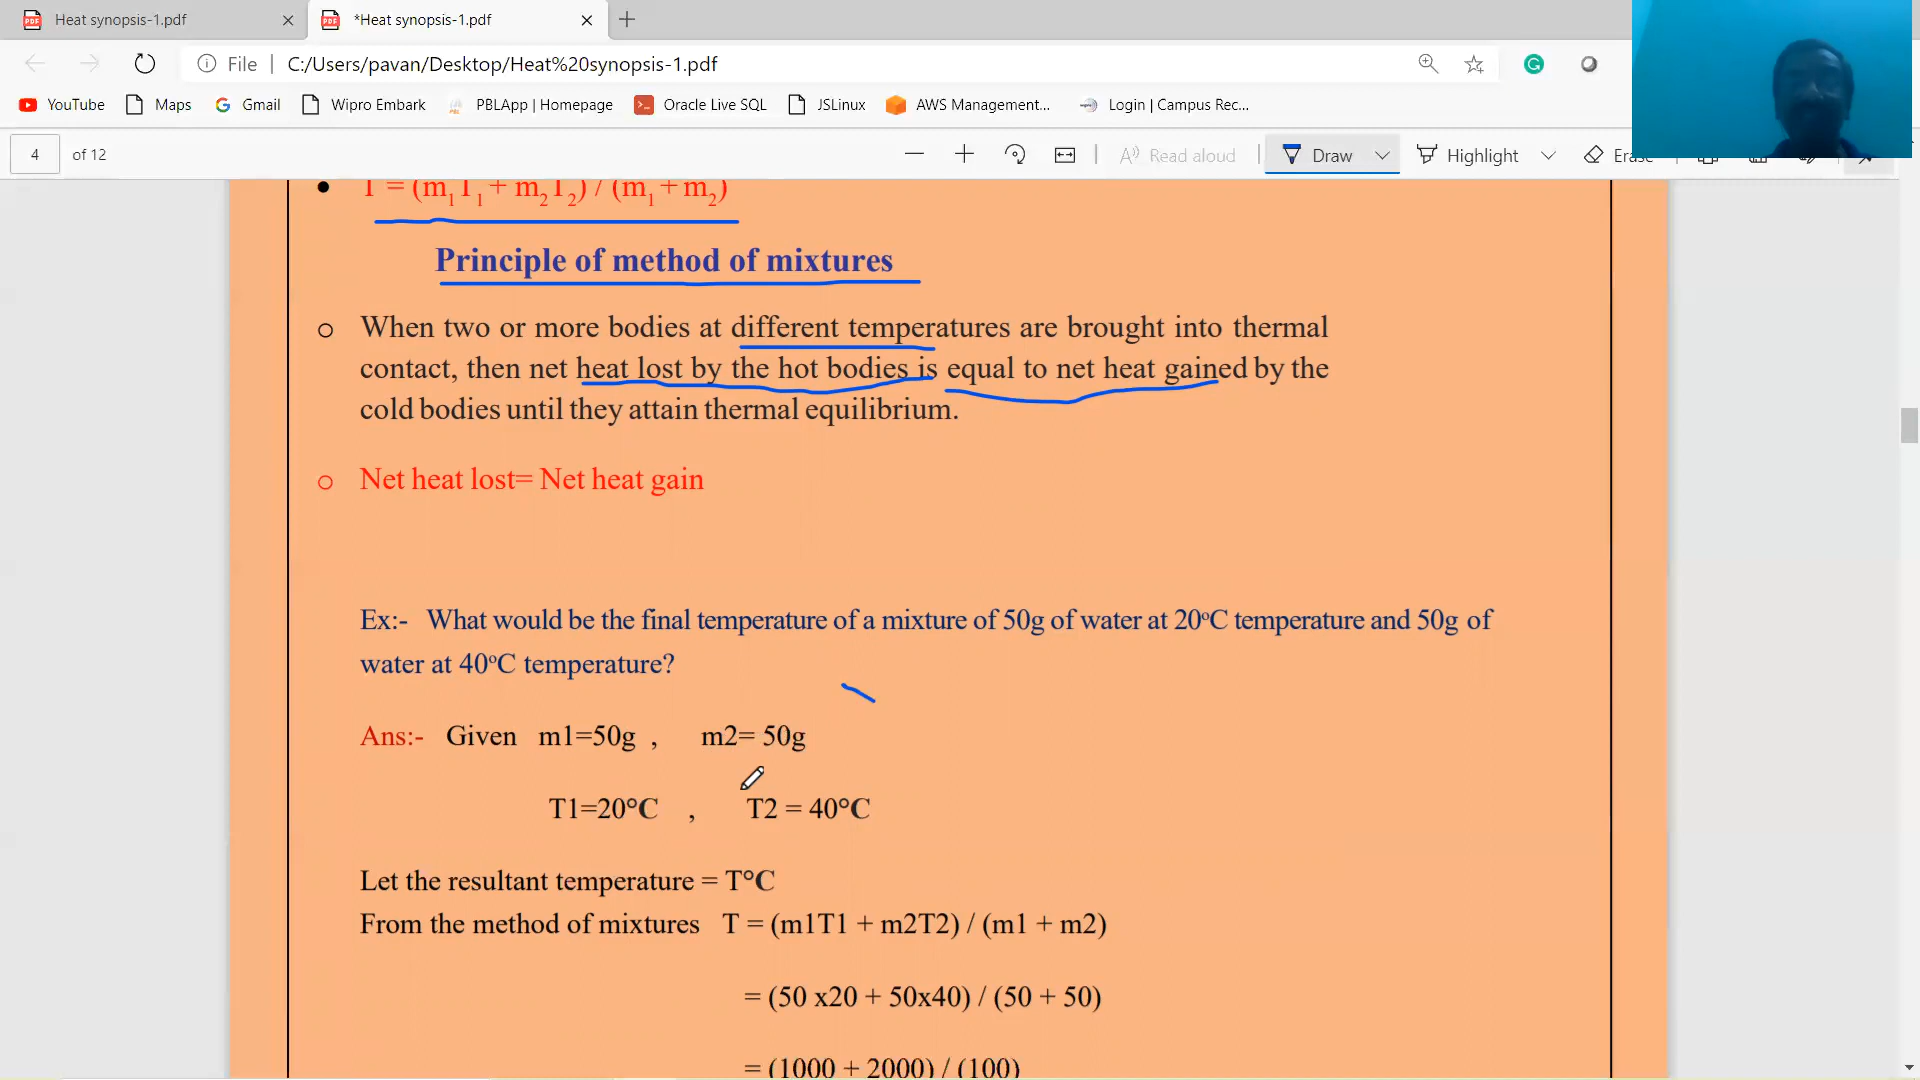 Heat synopsis-1.pdf
*Heat synopsis-1.pdf
File
C:/Users/pavan/Desktop/Heat%20synopsis-1.pdf
YouTube Maps Gmail Wipro Embark PBLApp | Homepage Oracle Live SQL JSLinux AWS Management... Login | Campus Rec...
4 of 12 Read aloud Draw Highlight
T = (m₁T₁ + m₂T₂) / (m₁ + m₂)
Principle of method of mixtures
When two or more bodies at different temperatures are brought into thermal
contact, then net heat lost by the hot bodies is equal to net heat gained by the
cold bodies until they attain thermal equilibrium.
Net heat lost= Net heat gain
Ex:- What would be the final temperature of a mixture of 50g of water at 20°C temperature and 50g of
water at 40°C temperature?
Ans:- Given m1=50g , m2= 50g
T1=20°C , T2 = 40°C
Let the resultant temperature = T°C
From the method of mixtures T = (m1T1 + m2T2) / (m1 + m2)
= (50 x20 + 50x40) / (50 + 50)
= (1000 + 2000) / (100)